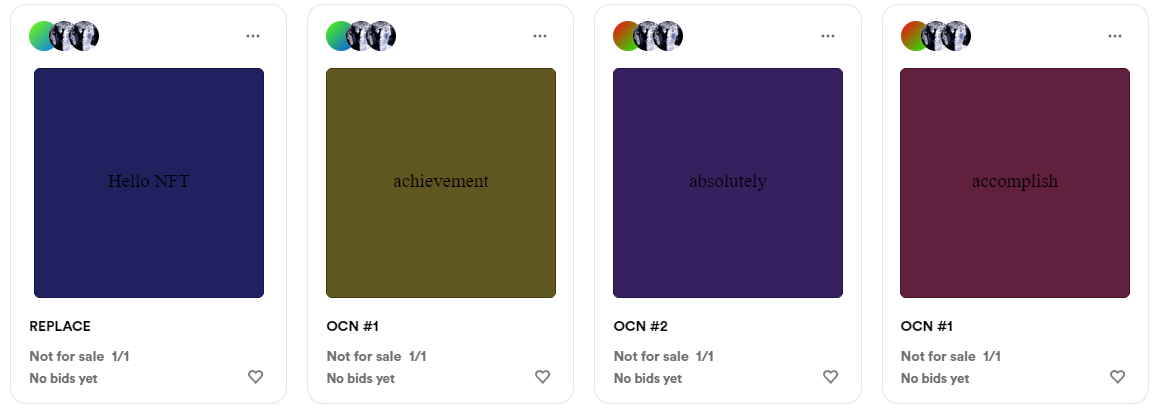 Hello NFT
REPLACE
Not for sale 1/1
No bids yet
achievement
OCN #1
Not for sale 1/1
No bids yet
absolutely
OCN #2
Not for sale 1/1
No bids yet
accomplish
OCN #1
Not for sale 1/1
No bids yet